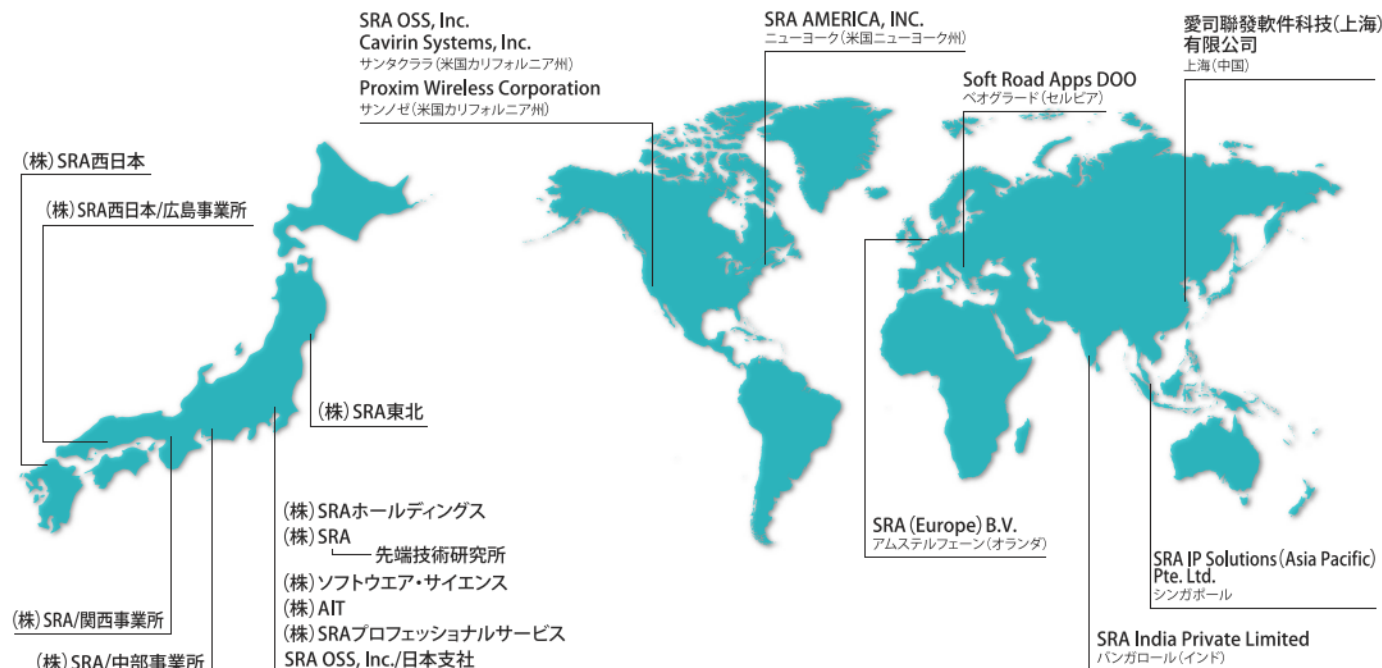 SRA OSS, Inc.
Cavirin Systems, Inc.
サンタクララ（米国カリフォルニア州）
Proxim Wireless Corporation
サンノゼ（米国カリフォルニア州）
SRA AMERICA, INC.
ニューヨーク（米国ニューヨーク州）
Soft Road Apps DOO
ベオグラード（セルビア）
愛司聯發軟件科技（上海）
有限公司
上海（中国）
（株）SRA西日本
（株）SRA西日本/広島事業所
（株）SRA東北
（株）SRAホールディングス
（株）SRA
先端技術研究所
（株）ソフトウエア・サイエンス
（株）AIT
（株）SRAプロフェッショナルサービス
SRA OSS, Inc./日本支社
（株）SRA/関西事業所
（株）SRA/中部事業所
SRA（Europe）B.V.
アムステルフェーン（オランダ）
SRA IP Solutions（Asia Pacific）
Pte. Ltd.
シンガポール
SRA India Private Limited
バンガロール（インド）